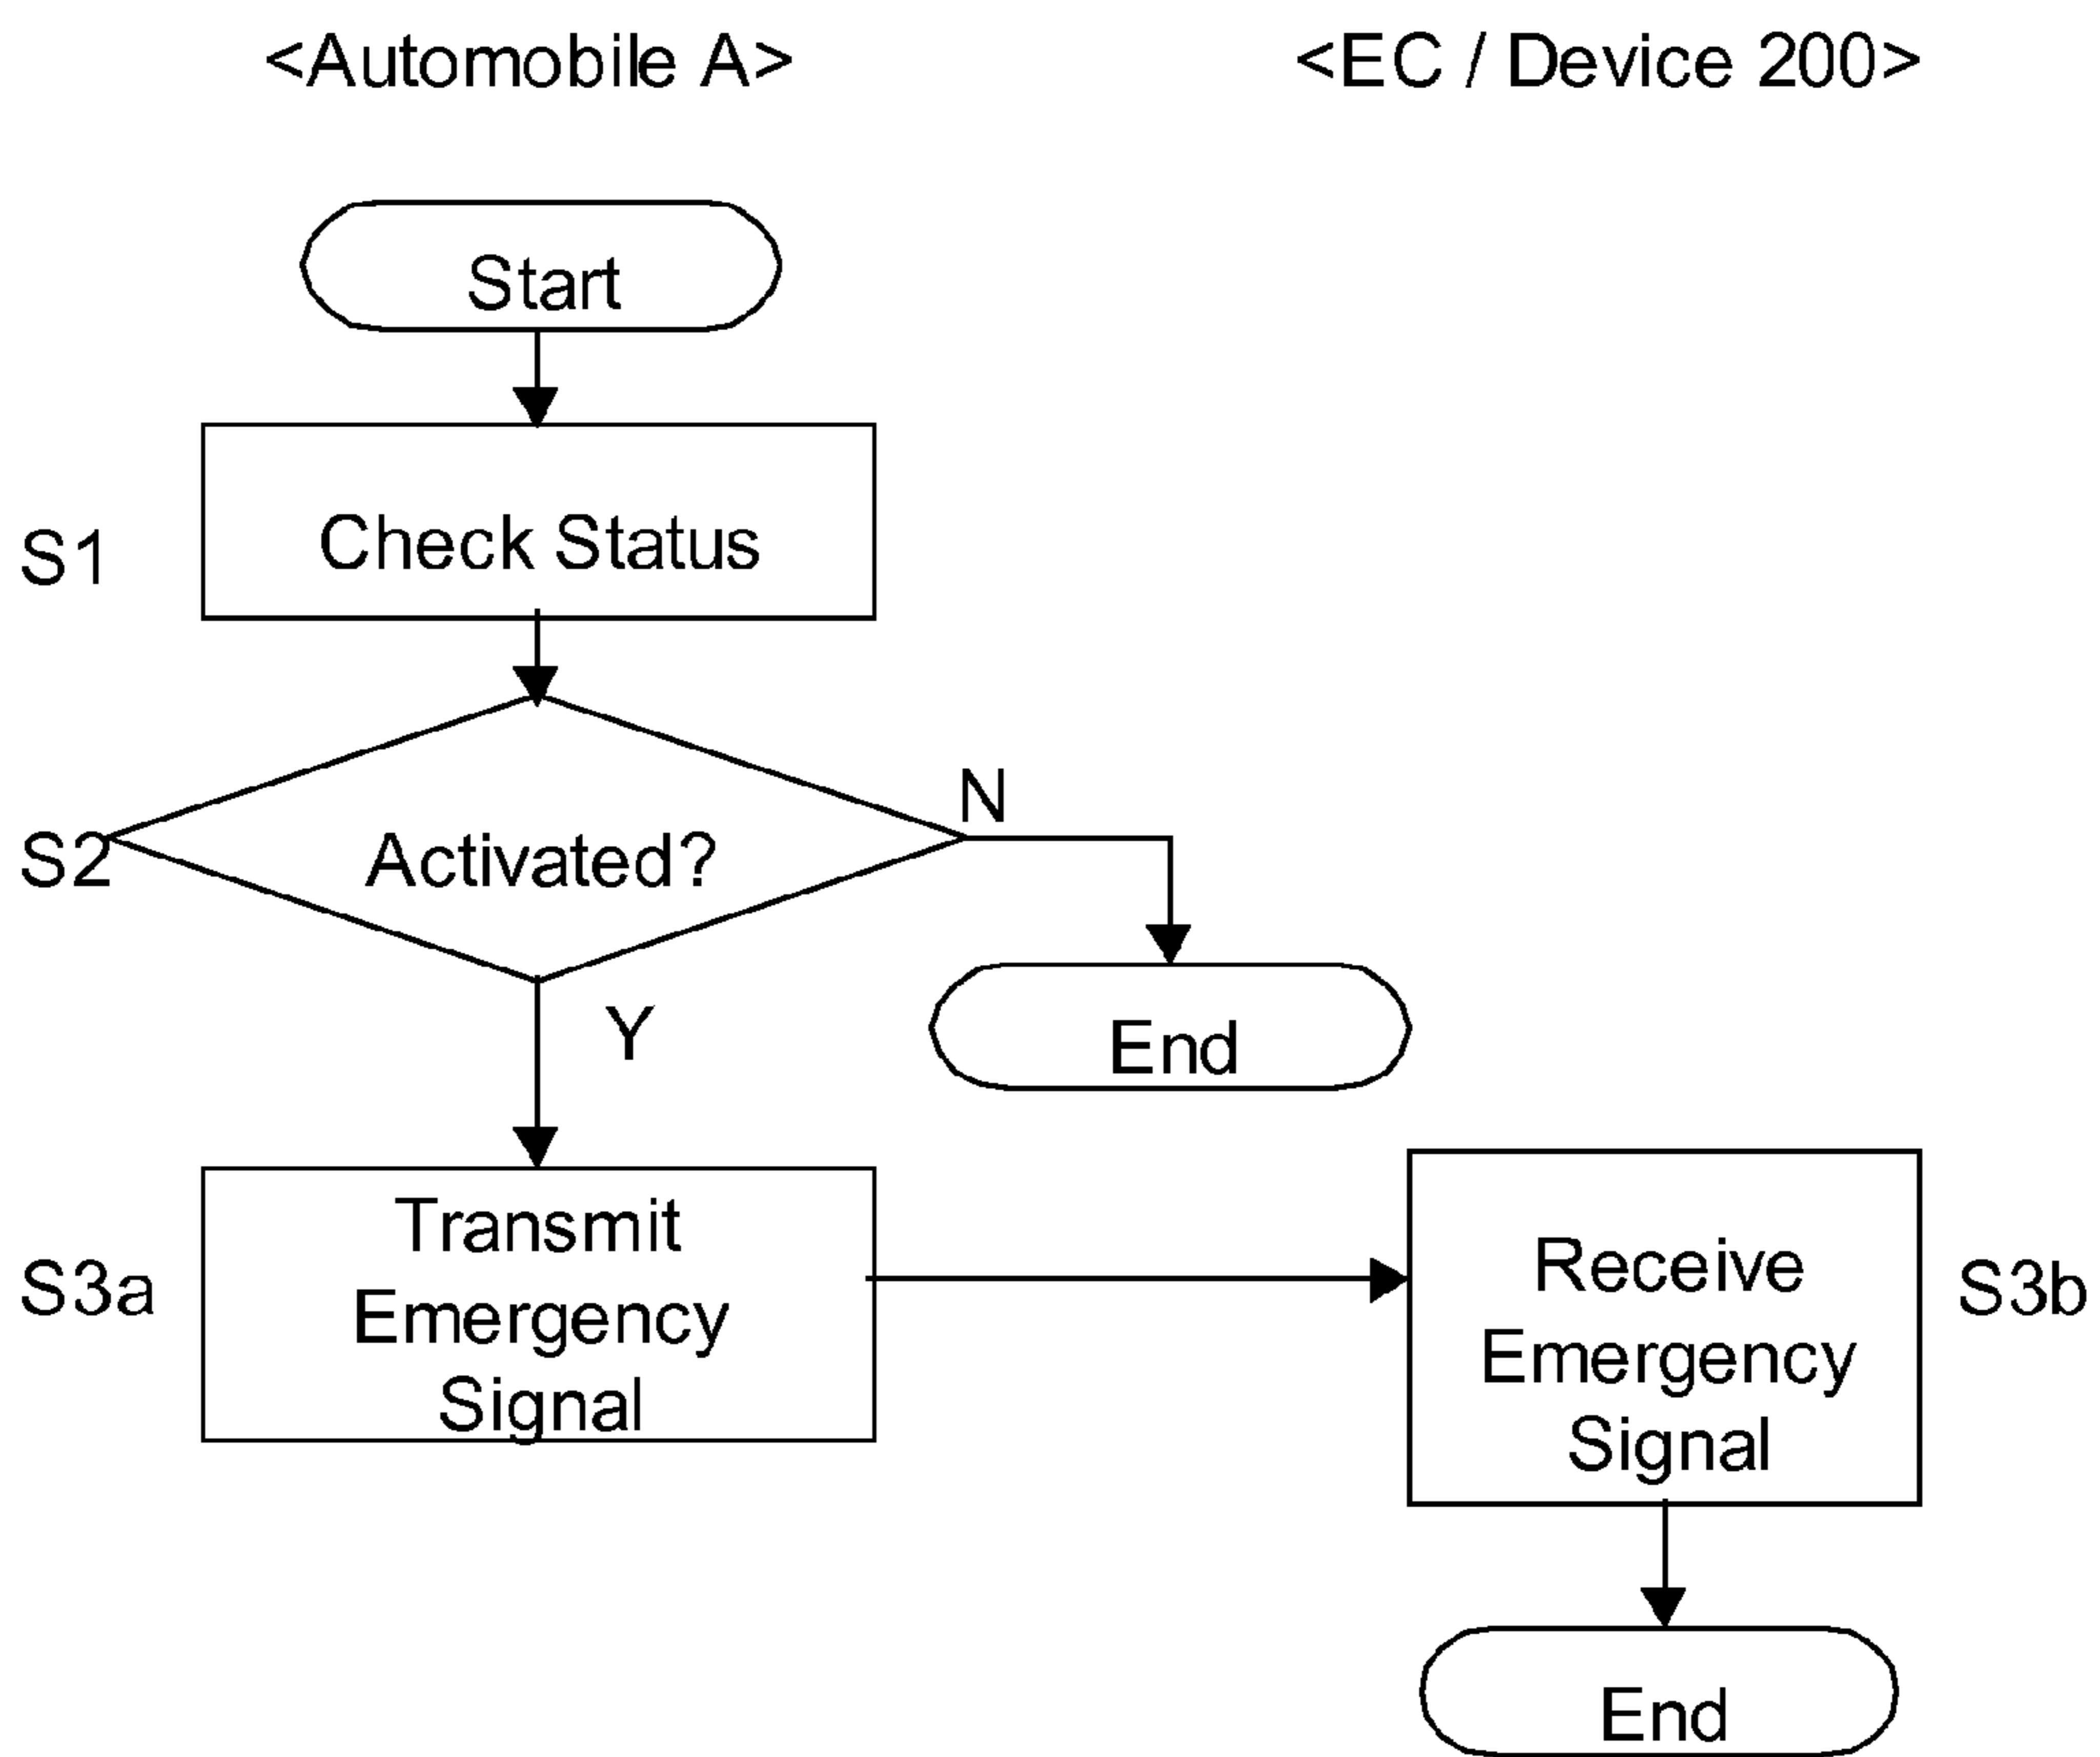 <Automobile A>
<EC / Device 200>
Start
S1
Check Status
S2
Activated?
N
End
Y
S3a
Transmit
Emergency
Signal
Receive
Emergency
Signal
S3b
End